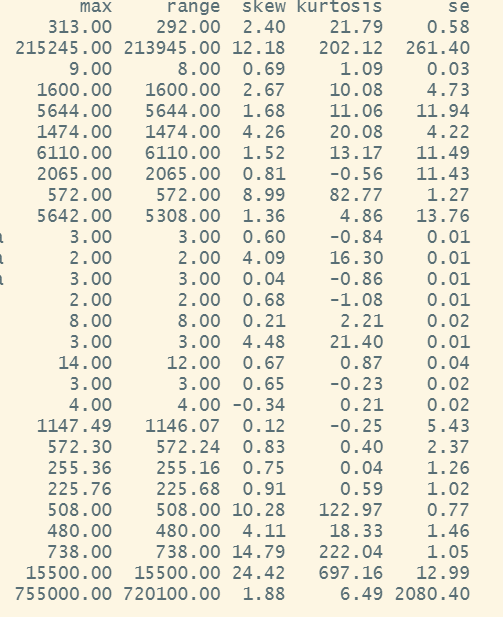 max range skew kurtosis se
313.00 292.00 2.40 21.79 0.58
215245.00 213945.00 12.18 202.12 261.40
9.00 8.00 0.69 1.09 0.03
1600.00 1600.00 2.67 10.08 4.73
5644.00 5644.00 1.68 11.06 11.94
1474.00 1474.00 4.26 20.08 4.22
6110.00 6110.00 1.52 13.17 11.49
2065.00 2065.00 0.81 -0.56 11.43
572.00 572.00 8.99 82.77 1.27
5642.00 5308.00 1.36 4.86 13.76
a 3.00 3.00 0.60 -0.84 0.01
a 2.00 2.00 4.09 16.30 0.01
a 3.00 3.00 0.04 -0.86 0.01
2.00 2.00 0.68 -1.08 0.01
8.00 8.00 0.21 2.21 0.02
3.00 3.00 4.48 21.40 0.01
14.00 12.00 0.67 0.87 0.04
3.00 3.00 0.65 -0.23 0.02
4.00 4.00 -0.34 0.21 0.02
1147.49 1146.07 0.12 -0.25 5.43
572.30 572.24 0.83 0.40 2.37
255.36 255.16 0.75 0.04 1.26
225.76 225.68 0.91 0.59 1.02
508.00 508.00 10.28 122.97 0.77
480.00 480.00 4.11 18.33 1.46
738.00 738.00 14.79 222.04 1.05
15500.00 15500.00 24.42 697.16 12.99
755000.00 720100.00 1.88 6.49 2080.40